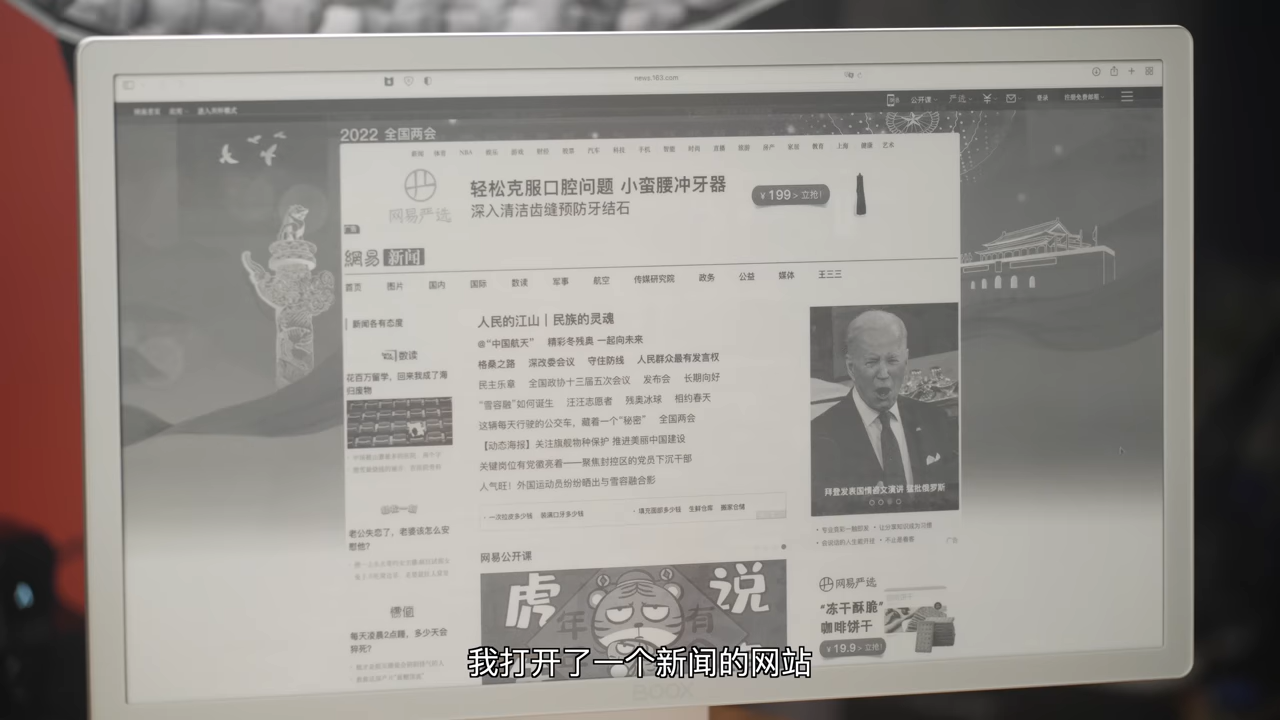 news.163.com
公开课
严选
登录
2022 全国两会
轻松克服口腔问题 小蛮腰冲牙器
深入清洁齿缝预防牙结石
¥199>立抢!
网易严选
網易 新闻
首页 图片 国内 国际 数读 军事 航空 传媒研究院 政务 公益 媒体 王三三
新闻各有态度
数读
花百万留学，回来我成了海
归废物
老公失恋了，老婆该怎么安
慰他？
每天凌晨2点睡，多少天会
猝死？
人民的江山｜民族的灵魂
“中国航天” 精彩冬残奥 一起向未来
格桑之路 深改委会议 守住防线 人民群众最有发言权
民主乐章 全国政协十三届五次会议 发布会 长期向好
“雪容融”如何诞生 汪汪志愿者 残奥冰球 相约春天
这辆每天行驶的公交车，藏着一个“秘密” 全国两会
【动态海报】关注旗舰物种保护 推进美丽中国建设
关键岗位有党徽亮着——聚焦封控区的党员下沉干部
人气旺！外国运动员纷纷晒出与雪容融合影
网易公开课
虎 年 有 说
拜登发表国情咨文演讲 猛批俄罗斯
网易严选
“冻干酥脆”
咖啡饼干
¥19.9>立抢!
我打开了一个新闻的网站
BOOX